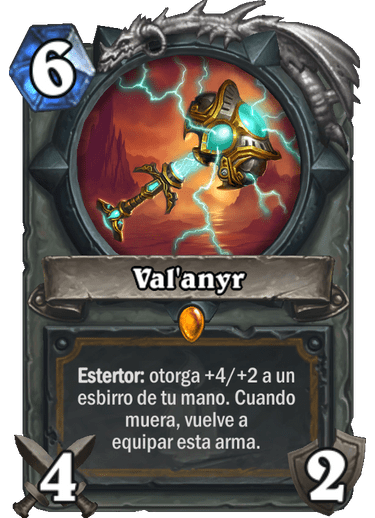 6
Val'anyr
Estertor: otorga +4/+2 a un
esbirro de tu mano. Cuando
muera, vuelve a
equipar esta arma.
4
2